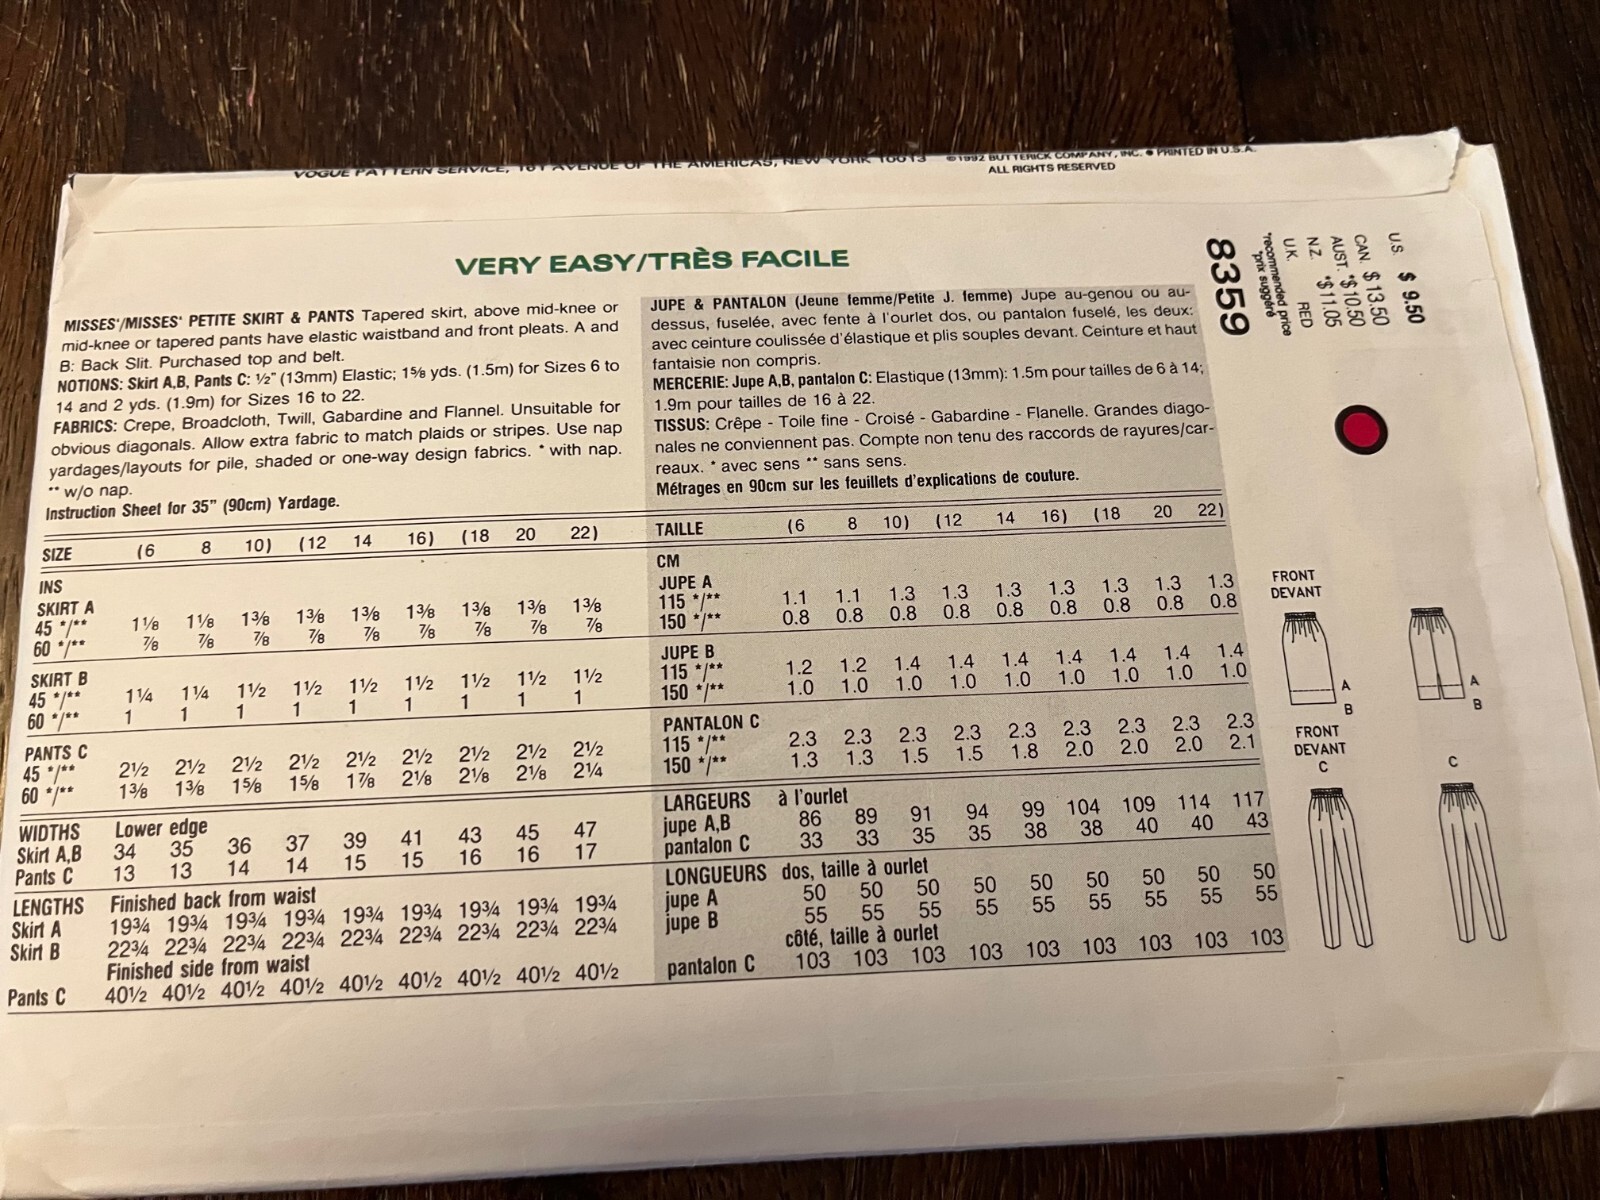 VOGUE PATTERN SERVICE, 161 AVENUE OF THE AMERICAS, NEW YORK 10013 ©1992 BUTTERICK COMPANY, INC. • PRINTED IN U.S.A.
ALL RIGHTS RESERVED
VERY EASY/TRÈS FACILE
MISSES'/MISSES' PETITE SKIRT & PANTS Tapered skirt, above mid-knee or
mid-knee or tapered pants have elastic waistband and front pleats. A and
B: Back Slit. Purchased top and belt.
NOTIONS: Skirt A,B, Pants C: ½" (13mm) Elastic; 1⅝ yds. (1.5m) for Sizes 6 to
14 and 2 yds. (1.9m) for Sizes 16 to 22.
FABRICS: Crepe, Broadcloth, Twill, Gabardine and Flannel. Unsuitable for
obvious diagonals. Allow extra fabric to match plaids or stripes. Use nap
yardages/layouts for pile, shaded or one-way design fabrics. * with nap.
** w/o nap.
Instruction Sheet for 35" (90cm) Yardage.
SIZE (6 8 10) (12 14 16) (18 20 22)
INS
SKIRT A
45 */** 1⅛ 1⅛ 1⅜ 1⅜ 1⅜ 1⅜ 1⅜ 1⅜ 1⅜
60 */** ⅞ ⅞ ⅞ ⅞ ⅞ ⅞ ⅞ ⅞ ⅞
SKIRT B
45 */** 1¼ 1¼ 1½ 1½ 1½ 1½ 1½ 1½ 1½
60 */** 1 1 1 1 1 1 1 1 1
PANTS C
45 */** 2½ 2½ 2½ 2½ 2½ 2½ 2½ 2½ 2½
60 */** 1⅜ 1⅜ 1⅝ 1⅝ 1⅞ 2⅛ 2⅛ 2⅛ 2¼
WIDTHS Lower edge
Skirt A,B 34 35 36 37 39 41 43 45 47
Pants C 13 13 14 14 15 15 16 16 17
LENGTHS Finished back from waist
Skirt A 19¾ 19¾ 19¾ 19¾ 19¾ 19¾ 19¾ 19¾ 19¾
Skirt B 22¾ 22¾ 22¾ 22¾ 22¾ 22¾ 22¾ 22¾ 22¾
Finished side from waist
Pants C 40½ 40½ 40½ 40½ 40½ 40½ 40½ 40½ 40½
JUPE & PANTALON (Jeune femme/Petite J. femme) Jupe au-genou ou au-
dessus, fuselée, avec fente à l'ourlet dos, ou pantalon fuselé, les deux:
avec ceinture coulissée d'élastique et plis souples devant. Ceinture et haut
fantaisie non compris.
MERCERIE: Jupe A,B, pantalon C: Elastique (13mm): 1.5m pour tailles de 6 à 14;
1.9m pour tailles de 16 à 22.
TISSUS: Crêpe - Toile fine - Croisé - Gabardine - Flanelle. Grandes diago-
nales ne conviennent pas. Compte non tenu des raccords de rayures/car-
reaux. * avec sens ** sans sens.
Métrages en 90cm sur les feuillets d'explications de couture.
TAILLE (6 8 10) (12 14 16) (18 20 22)
CM
JUPE A
115 */** 1.1 1.1 1.3 1.3 1.3 1.3 1.3 1.3 1.3
150 */** 0.8 0.8 0.8 0.8 0.8 0.8 0.8 0.8 0.8
JUPE B
115 */** 1.2 1.2 1.4 1.4 1.4 1.4 1.4 1.4 1.4
150 */** 1.0 1.0 1.0 1.0 1.0 1.0 1.0 1.0 1.0
PANTALON C
115 */** 2.3 2.3 2.3 2.3 2.3 2.3 2.3 2.3 2.3
150 */** 1.3 1.3 1.5 1.5 1.8 2.0 2.0 2.0 2.1
LARGEURS à l'ourlet
jupe A,B 86 89 91 94 99 104 109 114 117
pantalon C 33 33 35 35 38 38 40 40 43
LONGUEURS dos, taille à ourlet
jupe A 50 50 50 50 50 50 50 50 50
jupe B 55 55 55 55 55 55 55 55 55
côté, taille à ourlet
pantalon C 103 103 103 103 103 103 103 103 103
8359
U.S. $ 9.50
CAN. $ 13.50
AUST. *$ 10.50
N.Z. *$ 11.05
U.K. RED
*recommended price
*prix suggéré
FRONT
DEVANT
A
B
A
B
FRONT
DEVANT
C
C